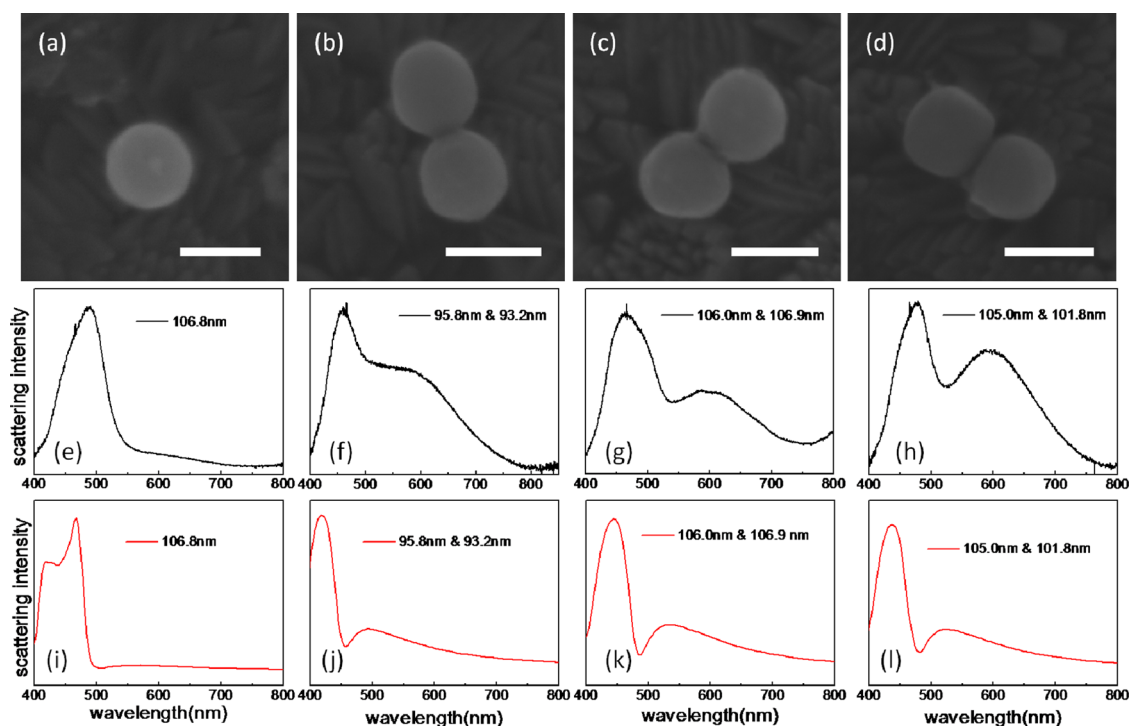 (a) (b) (c) (d)
scattering intensity
106.8nm
95.8nm & 93.2nm
106.0nm & 106.9nm
105.0nm & 101.8nm
(e) (f) (g) (h)
400 500 600 700 800
400 500 600 700 800
400 500 600 700 800
400 500 600 700 800
scattering intensity
106.8nm
95.8nm & 93.2nm
106.0nm & 106.9 nm
105.0nm & 101.8nm
(i) (j) (k) (l)
400 500 600 700 800
400 500 600 700 800
400 500 600 700 800
400 500 600 700 800
wavelength(nm) wavelength(nm) wavelength(nm) wavelength(nm)